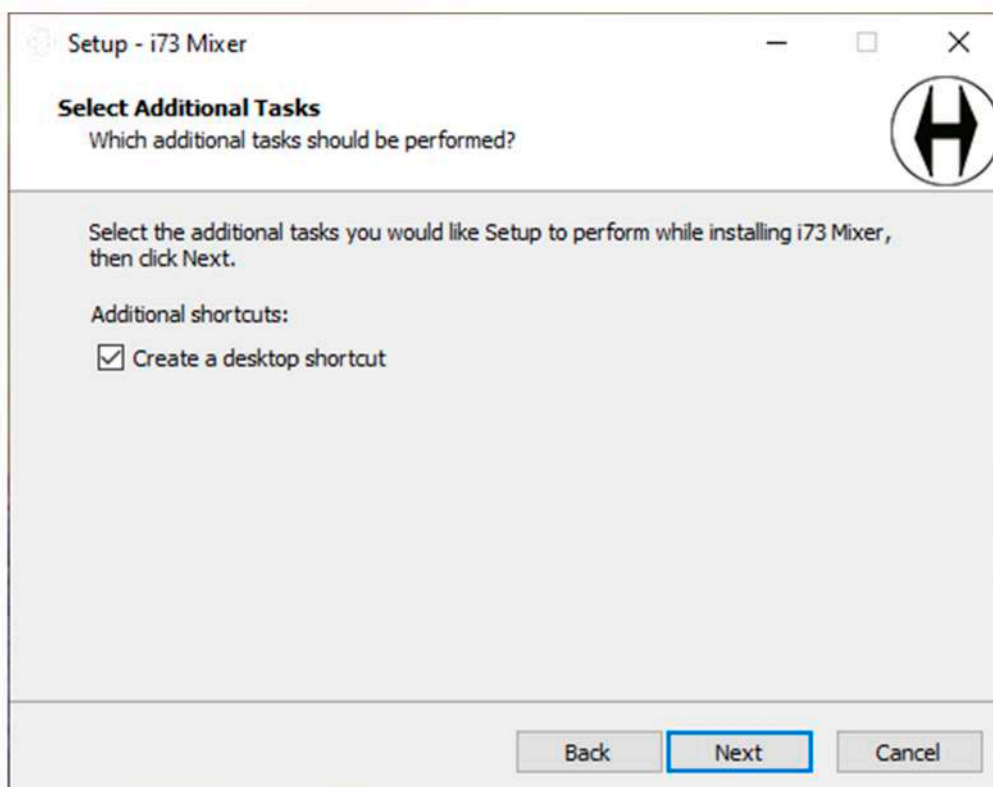 Setup - i73 Mixer
Select Additional Tasks
Which additional tasks should be performed?
Select the additional tasks you would like Setup to perform while installing i73 Mixer,
then click Next.
Additional shortcuts:
Create a desktop shortcut
Back
Next
Cancel